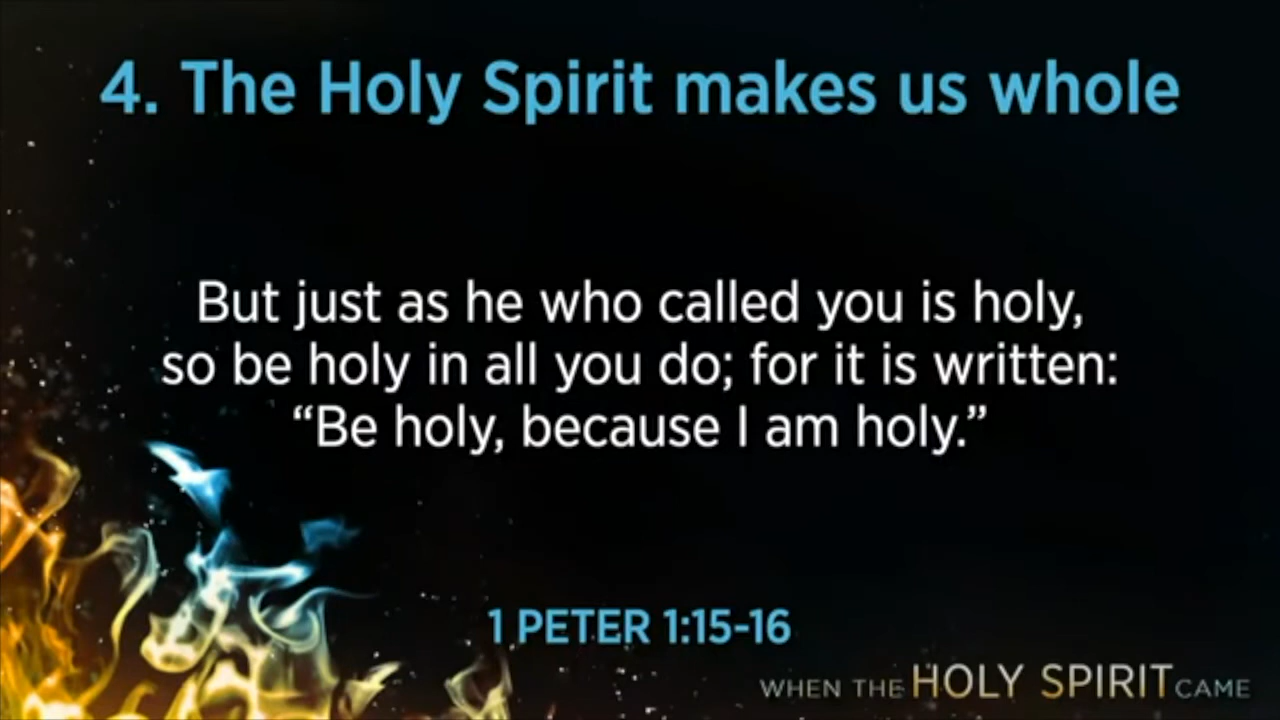 4. The Holy Spirit makes us whole
But just as he who called you is holy,
so be holy in all you do; for it is written:
“Be holy, because I am holy.”
1 PETER 1:15-16
WHEN THE HOLY SPIRIT CAME